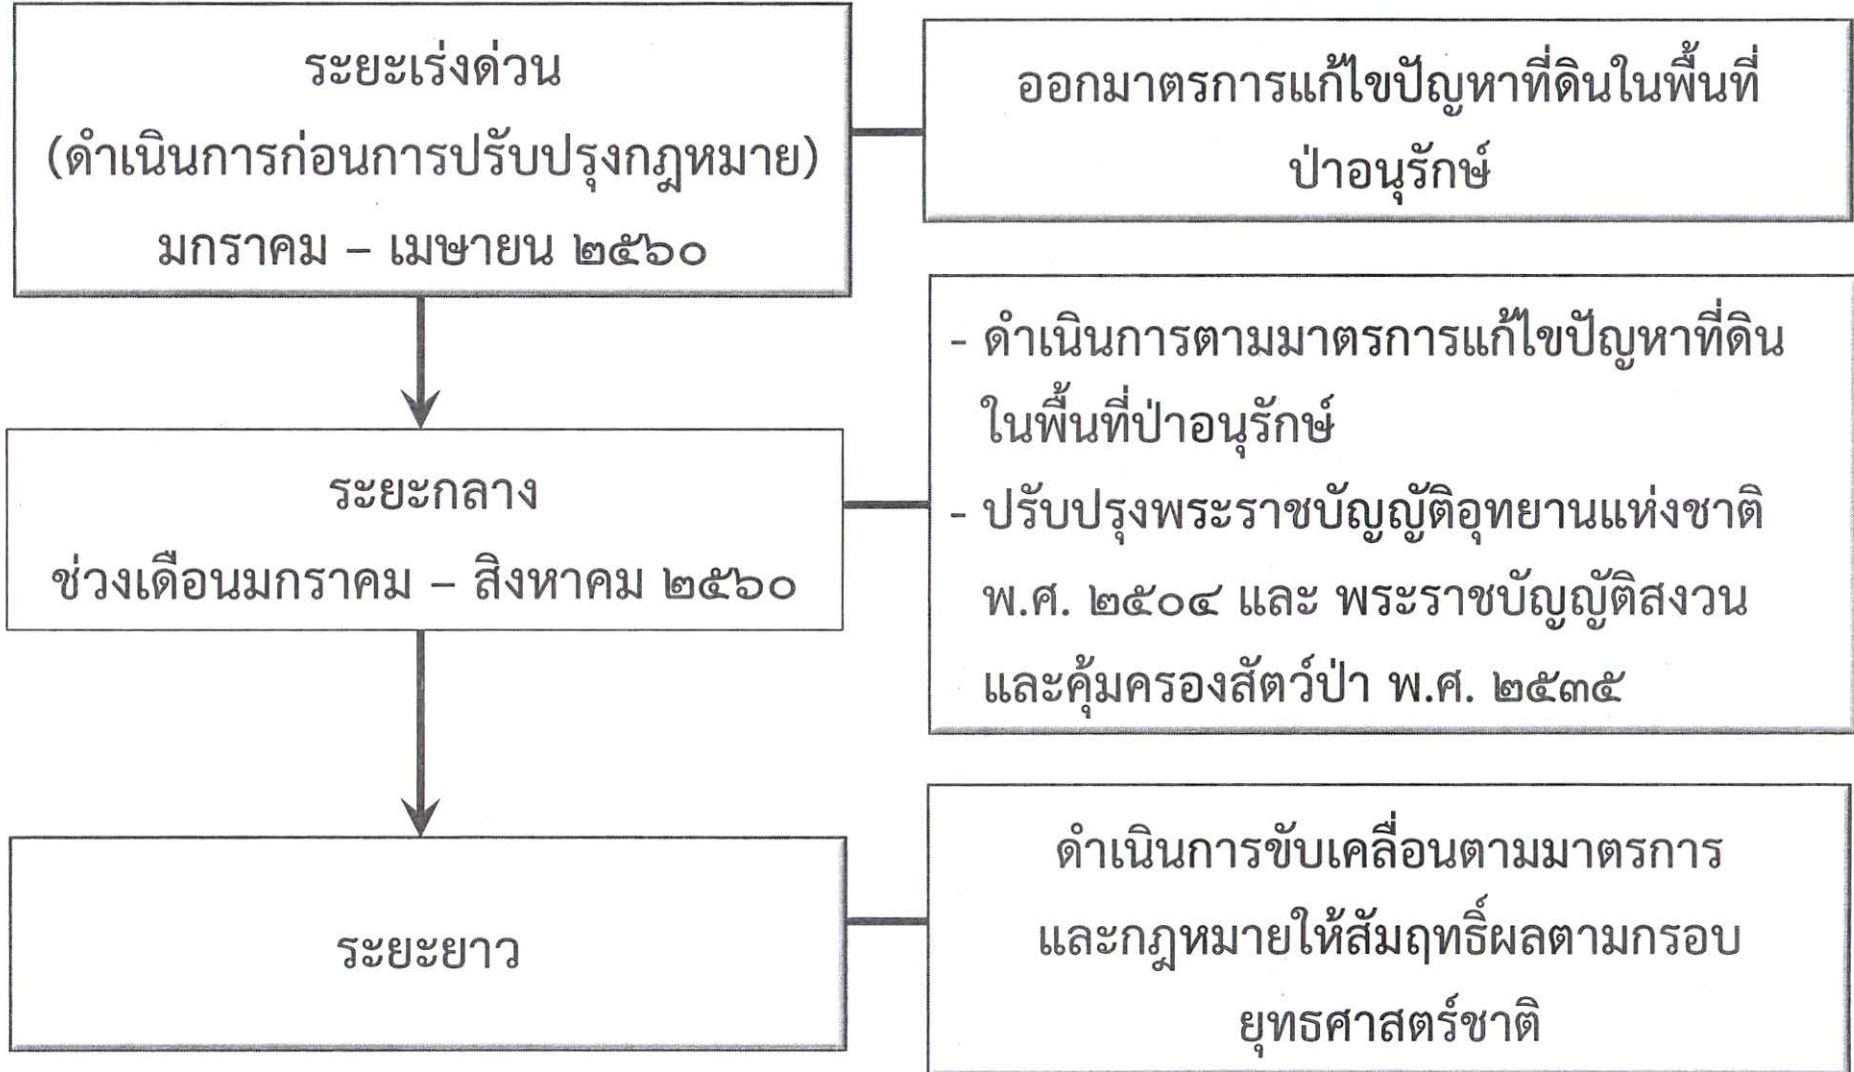 ระยะเร่งด่วน
(ดำเนินการก่อนการปรับปรุงกฎหมาย)
มกราคม – เมษายน ๒๕๖๐
ออกมาตรการแก้ไขปัญหาที่ดินในพื้นที่
ป่าอนุรักษ์
ระยะกลาง
ช่วงเดือนมกราคม – สิงหาคม ๒๕๖๐
- ดำเนินการตามมาตรการแก้ไขปัญหาที่ดิน
ในพื้นที่ป่าอนุรักษ์
- ปรับปรุงพระราชบัญญัติอุทยานแห่งชาติ
พ.ศ. ๒๕๐๔ และ พระราชบัญญัติสงวน
และคุ้มครองสัตว์ป่า พ.ศ. ๒๕๓๕
ระยะยาว
ดำเนินการขับเคลื่อนตามมาตรการ
และกฎหมายให้สัมฤทธิ์ผลตามกรอบ
ยุทธศาสตร์ชาติ